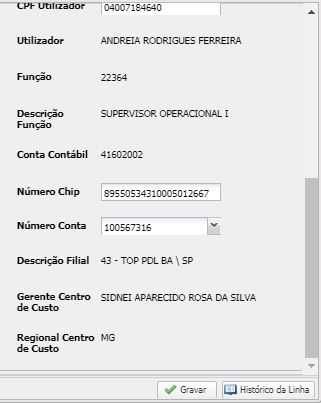 CPF Utilizador 04007184640
Utilizador ANDREIA RODRIGUES FERREIRA
Função 22364
Descrição Função SUPERVISOR OPERACIONAL I
Conta Contábil 41602002
Número Chip 89550534310005012667
Número Conta 100567316
Descrição Filial 43 - TOP PDL BA \ SP
Gerente Centro de Custo SIDNEI APARECIDO ROSA DA SILVA
Regional Centro de Custo MG
Gravar Histórico da Linha